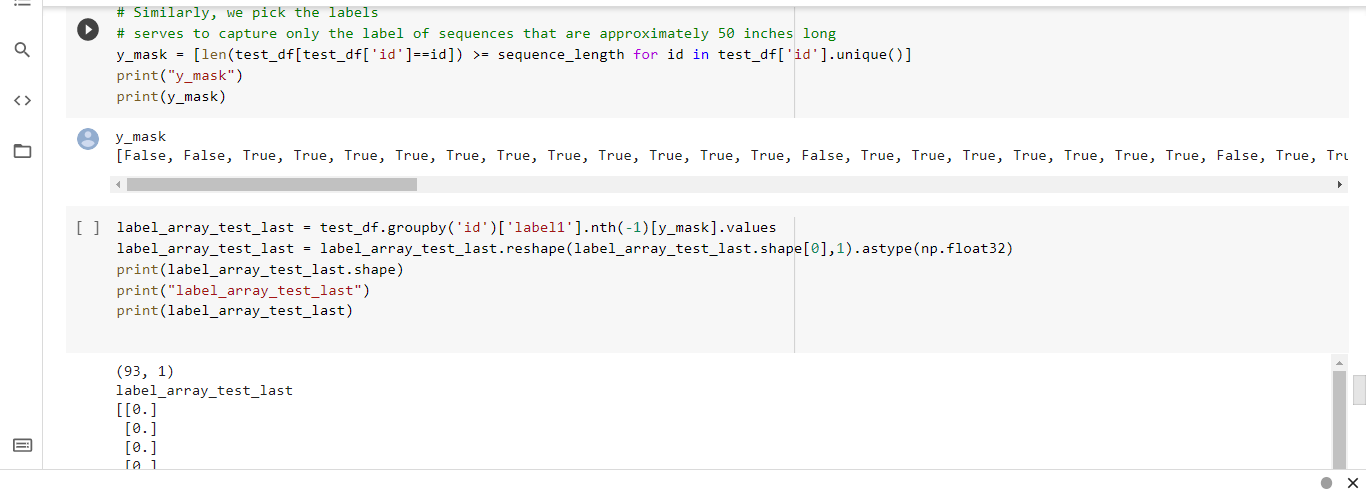 # Similarly, we pick the labels
# serves to capture only the label of sequences that are approximately 50 inches long
y_mask = [len(test_df[test_df['id']==id]) >= sequence_length for id in test_df['id'].unique()]
print("y_mask")
print(y_mask)
y_mask
[False, False, True, True, True, True, True, True, True, True, True, True, True, False, True, True, True, True, True, True, True, False, True, Tru
[ ]
label_array_test_last = test_df.groupby('id')['label1'].nth(-1)[y_mask].values
label_array_test_last = label_array_test_last.reshape(label_array_test_last.shape[0],1).astype(np.float32)
print(label_array_test_last.shape)
print("label_array_test_last")
print(label_array_test_last)
(93, 1)
label_array_test_last
[[0.]
[0.]
[0.]
[0.]